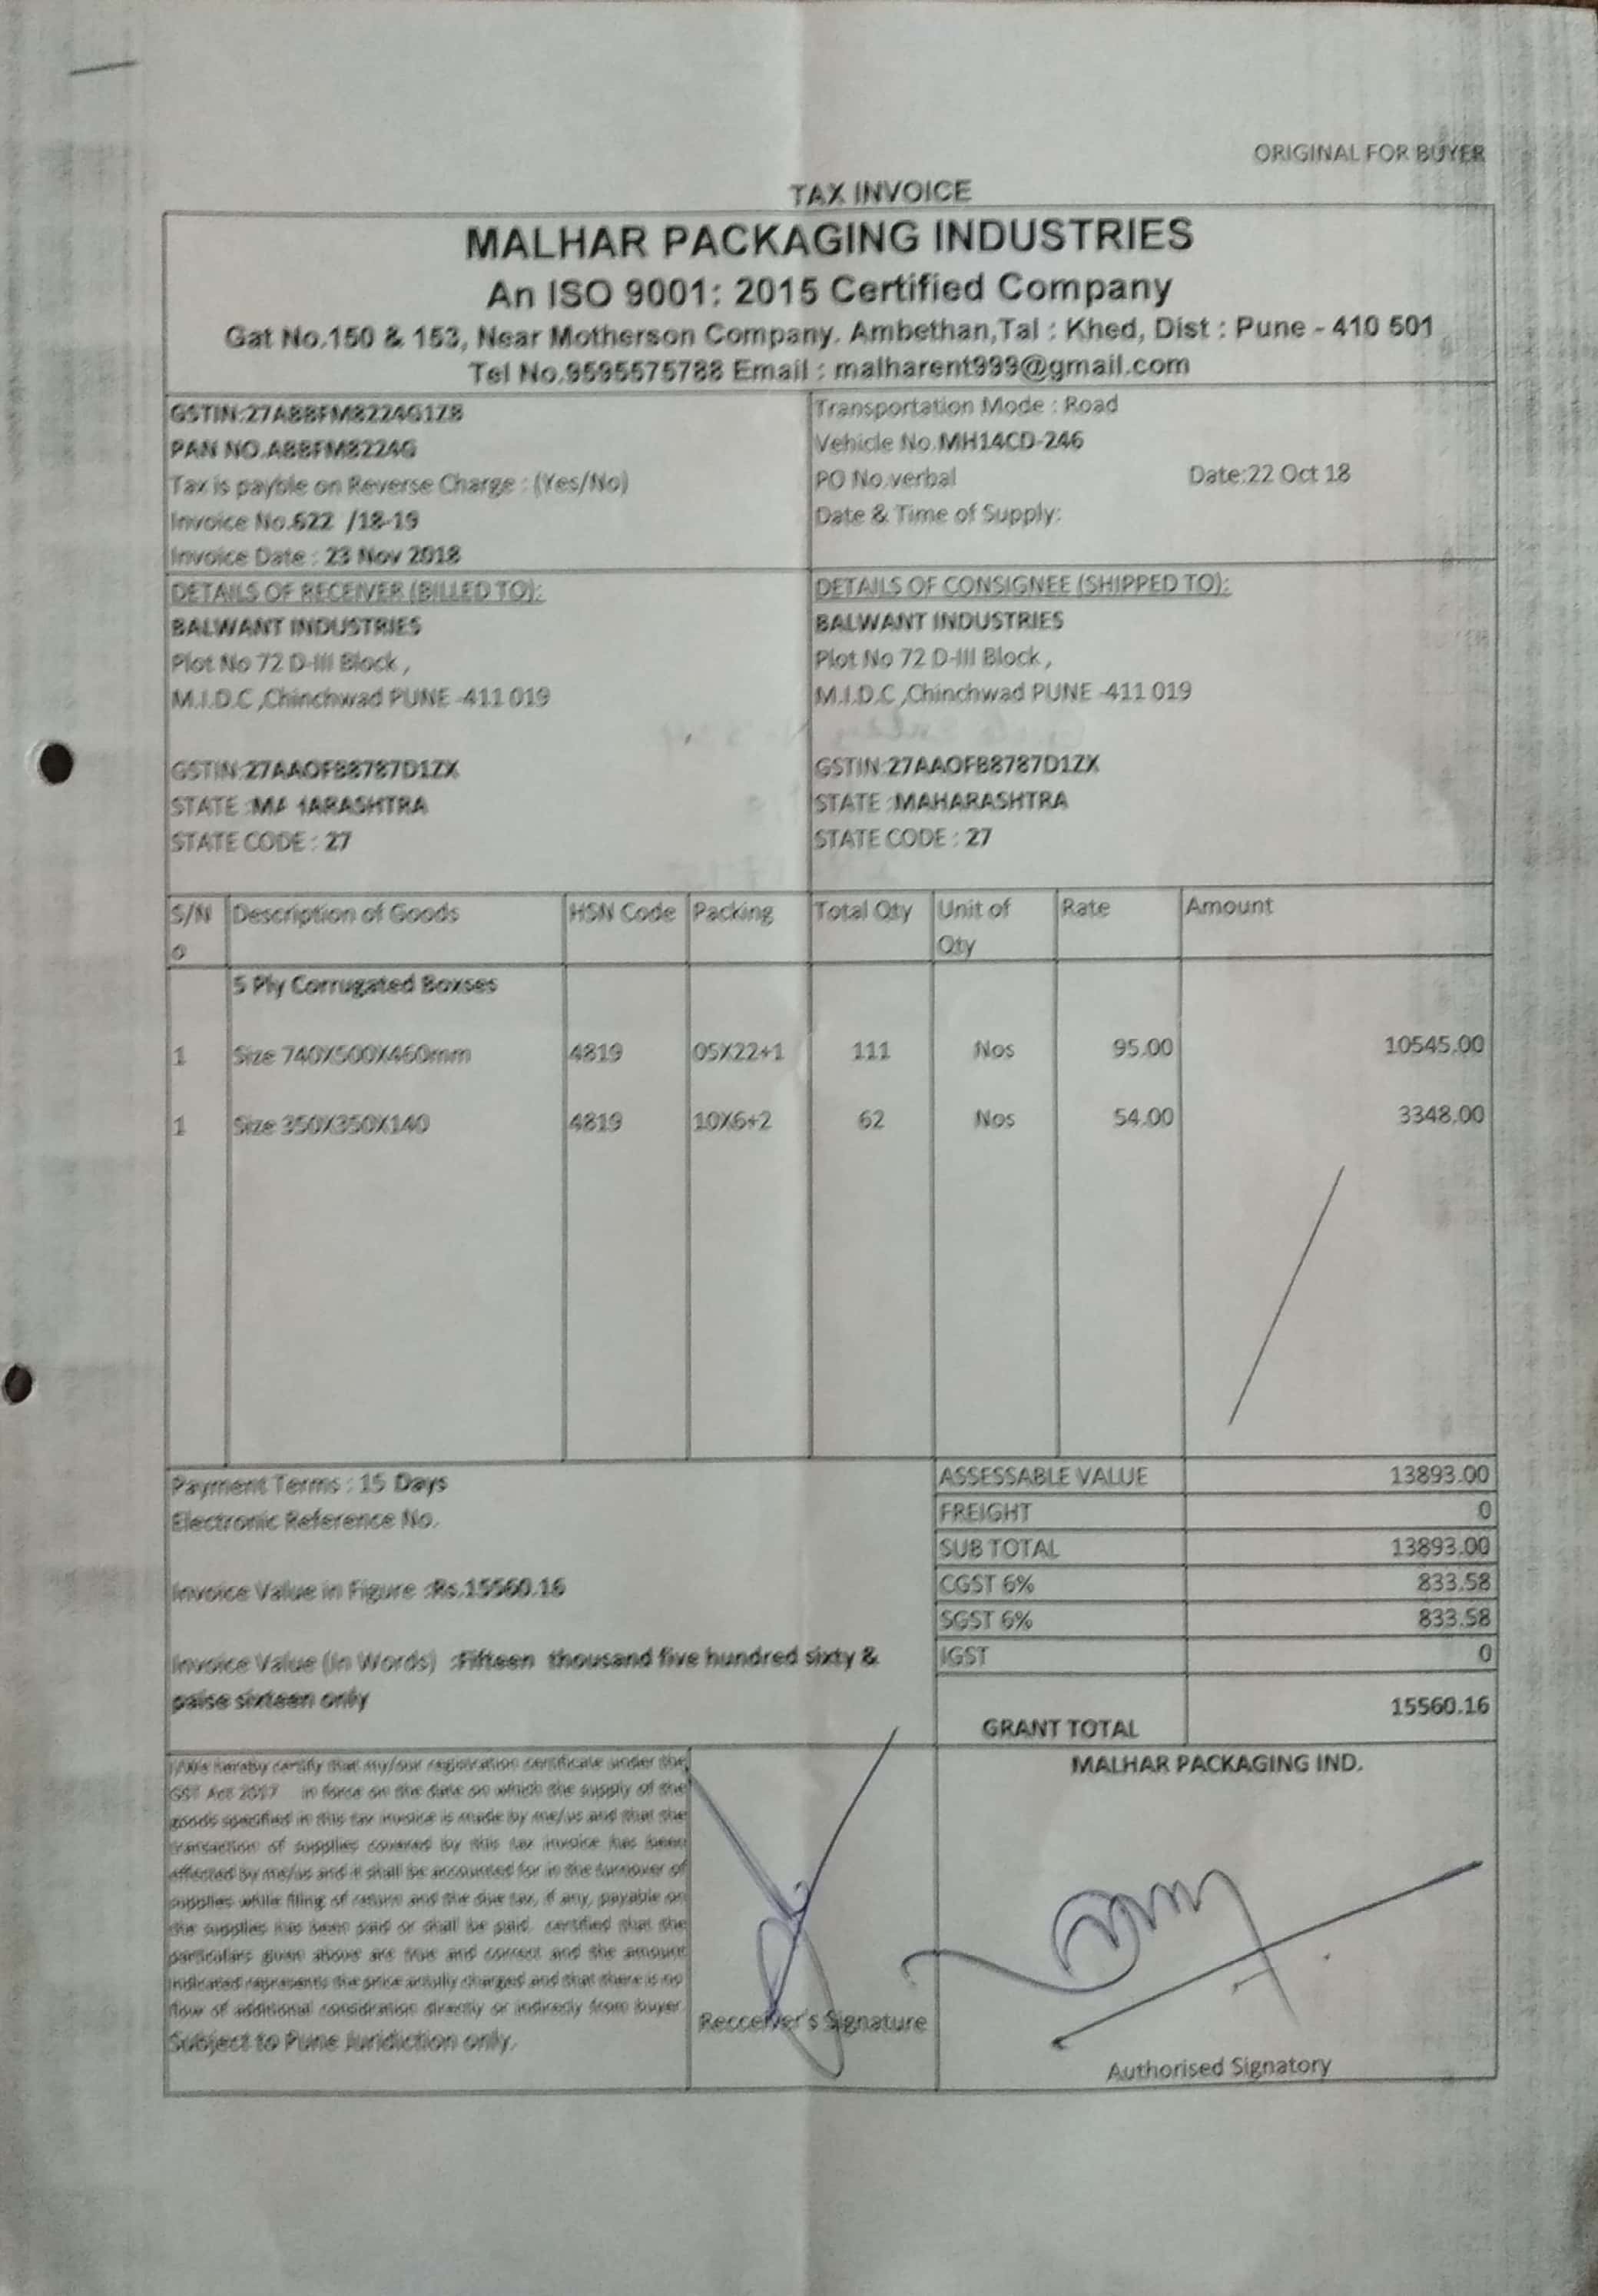 ORIGINAL FOR BUYER
TAX INVOICE
MALHAR PACKAGING INDUSTRIES
An ISO 9001: 2015 Certified Company
Gat No.150 & 153, Near Motherson Company. Ambethan,Tal : Khed, Dist : Pune - 410 501
Tel No.9595575788 Email : malharent999@gmail.com
GSTIN:27ABBFM8224G1ZB
PAN NO.ABBFM8224G
Tax is payble on Reverse Charge : (Yes/No)
Invoice No.622 /18-19
Invoice Date : 23 Nov 2018
Transportation Mode : Road
Vehicle No.MH14CD-246
PO No.verbal Date:22 Oct 18
Date & Time of Supply:
DETAILS OF RECEIVER (BILLED TO):
BALWANT INDUSTRIES
Plot No 72 D-III Block ,
M.I.D.C ,Chinchwad PUNE -411 019
GSTIN:27AAOFB8787D1ZX
STATE :MA HARASHTRA
STATE CODE : 27
DETAILS OF CONSIGNEE (SHIPPED TO):
BALWANT INDUSTRIES
Plot No 72 D-III Block ,
M.I.D.C ,Chinchwad PUNE -411 019
GSTIN:27AAOFB8787D1ZX
STATE :MAHARASHTRA
STATE CODE : 27
S/No Description of Goods HSN Code Packing Total Qty Unit of Qty Rate Amount
5 Ply Corrugated Boxses
1 Size 740X500X460mm 4819 05X22+1 111 Nos 95.00 10545.00
1 Size 350X350X140 4819 10X6+2 62 Nos 54.00 3348.00
Payment Terms : 15 Days
Electronic Reference No.
Invoice Value in Figure :Rs.15560.16
Invoice Value (In Words) :Fifteen thousand five hundred sixty &
paise sixteen only
ASSESSABLE VALUE 13893.00
FREIGHT 0
SUB TOTAL 13893.00
CGST 6% 833.58
SGST 6% 833.58
IGST 0
GRANT TOTAL 15560.16
I/We hereby certify that my/our registration certificate under the
GST Act 2017 in force on the date on which the supply of the
goods specified in this tax invoice is made by me/us and that the
transaction of supplies covered by this tax invoice has been
effected by me/us and it shall be accounted for in the turnover of
supplies while filing of return and the due tax, if any, payable on
the supplies has been paid or shall be paid. certified that the
particulars given above are true and correct and the amount
indicated represents the price actully charged and that there is no
flow of additional considration directly or indirectly from buyer.
Subject to Pune Juridiction only.
Recceiver's Signature
MALHAR PACKAGING IND.
Authorised Signatory